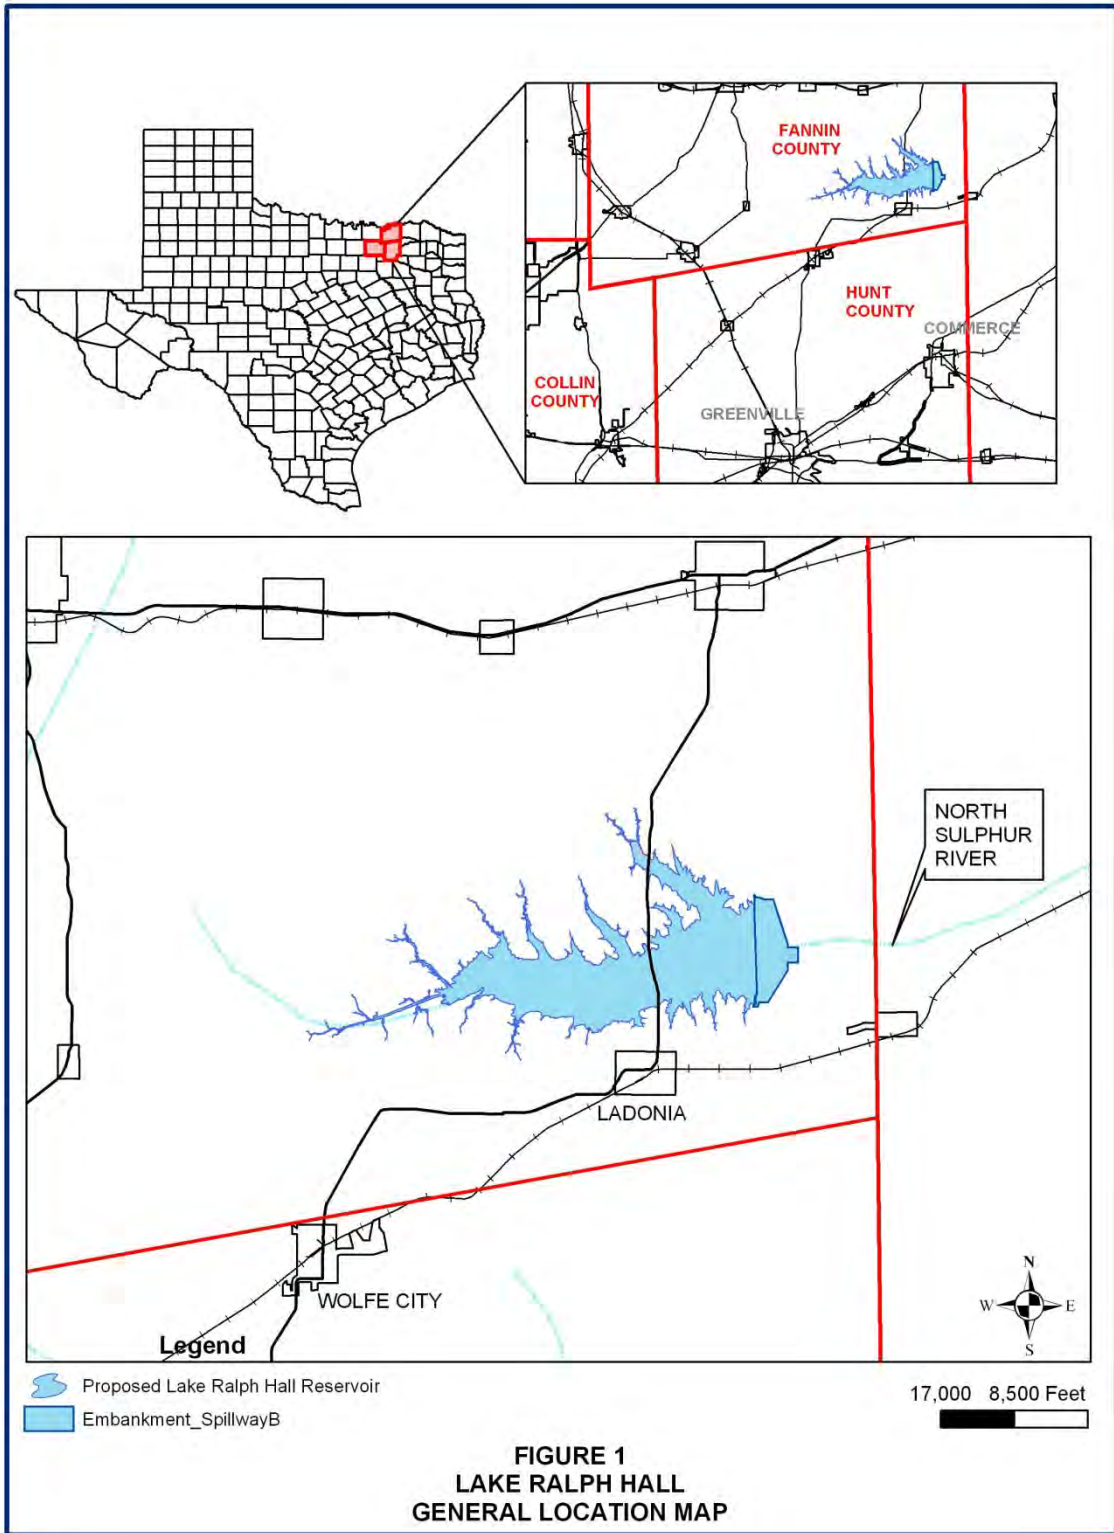 FANNIN
COUNTY
HUNT
COUNTY
COMMERCE
COLLIN
COUNTY
GREENVILLE
NORTH
SULPHUR
RIVER
LADONIA
WOLFE CITY
N
W
E
S
Legend
Proposed Lake Ralph Hall Reservoir
Embankment_SpillwayB
17,000 8,500 Feet
FIGURE 1
LAKE RALPH HALL
GENERAL LOCATION MAP